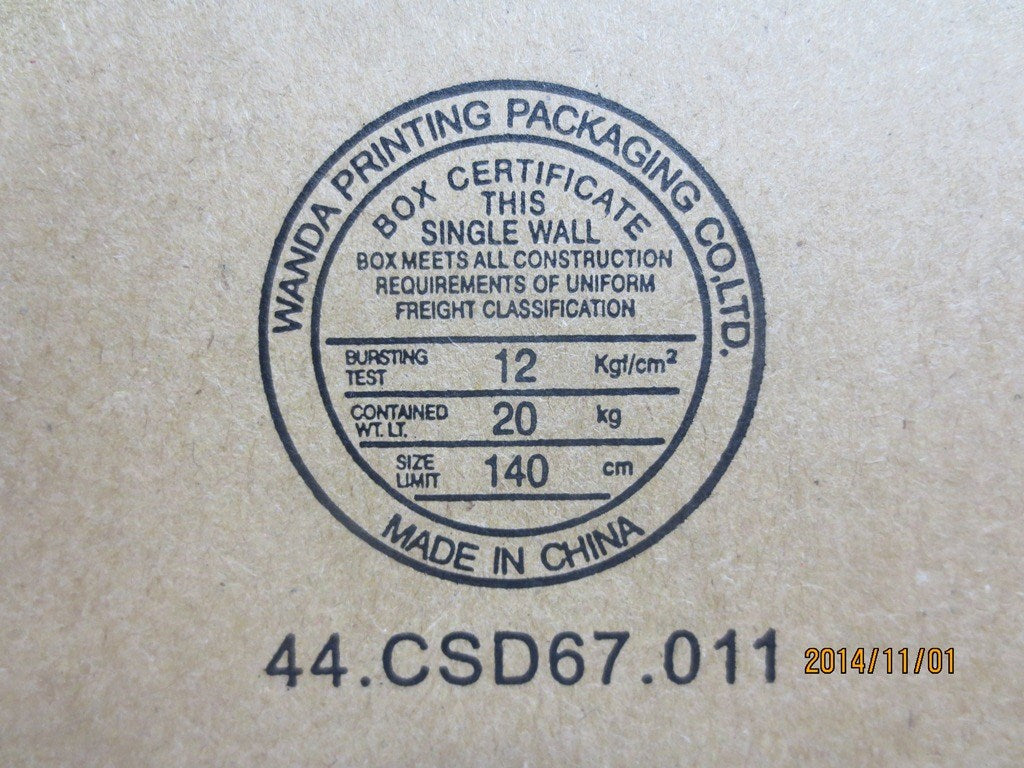 WANDA PRINTING PACKAGING CO,LTD.
BOX CERTIFICATE
THIS
SINGLE WALL
BOX MEETS ALL CONSTRUCTION
REQUIREMENTS OF UNIFORM
FREIGHT CLASSIFICATION
BURSTING TEST 12 Kgf/cm²
CONTAINED WT. LT. 20 kg
SIZE LIMIT 140 cm
MADE IN CHINA
44.CSD67.011
2014/11/01